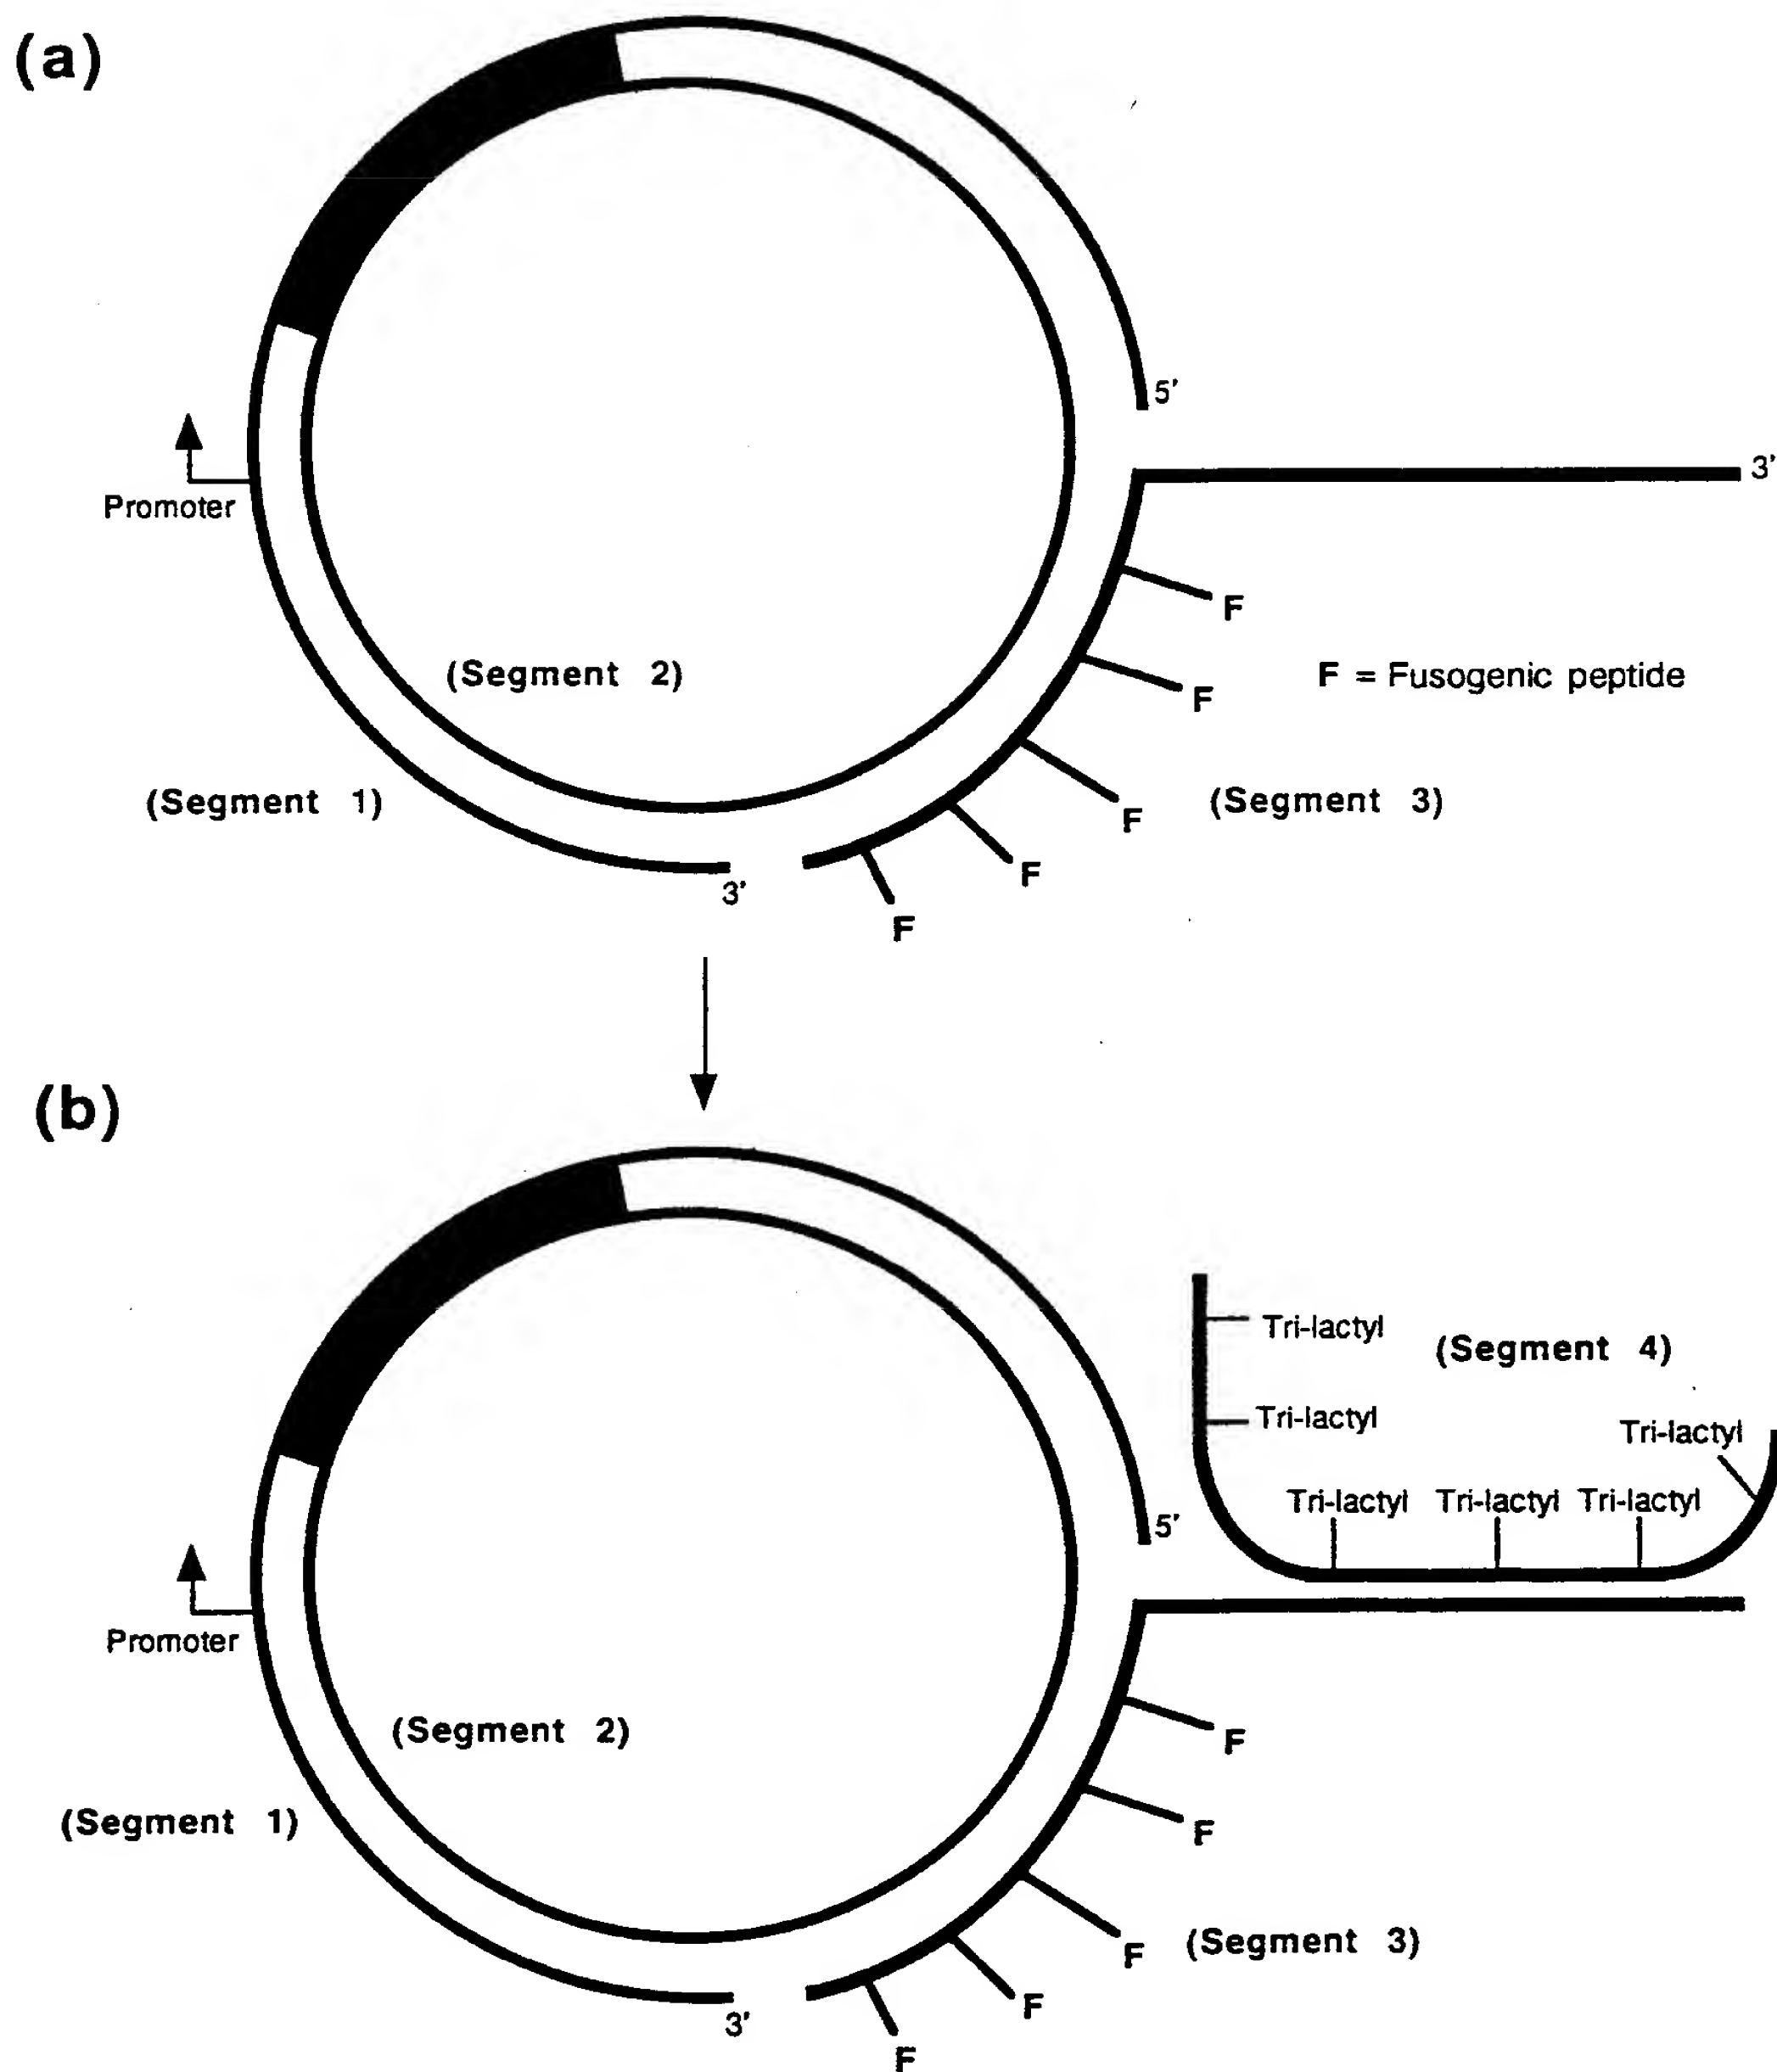 (a)
5'
3'
Promoter
F
(Segment 2)
F = Fusogenic peptide
F
(Segment 1)
(Segment 3)
F
F
3'
F
(b)
Tri-lactyl
(Segment 4)
Tri-lactyl
Tri-lactyl
Tri-lactyl Tri-lactyl Tri-lactyl
5'
Promoter
(Segment 2)
F
(Segment 1)
F
F
(Segment 3)
F
3'
F